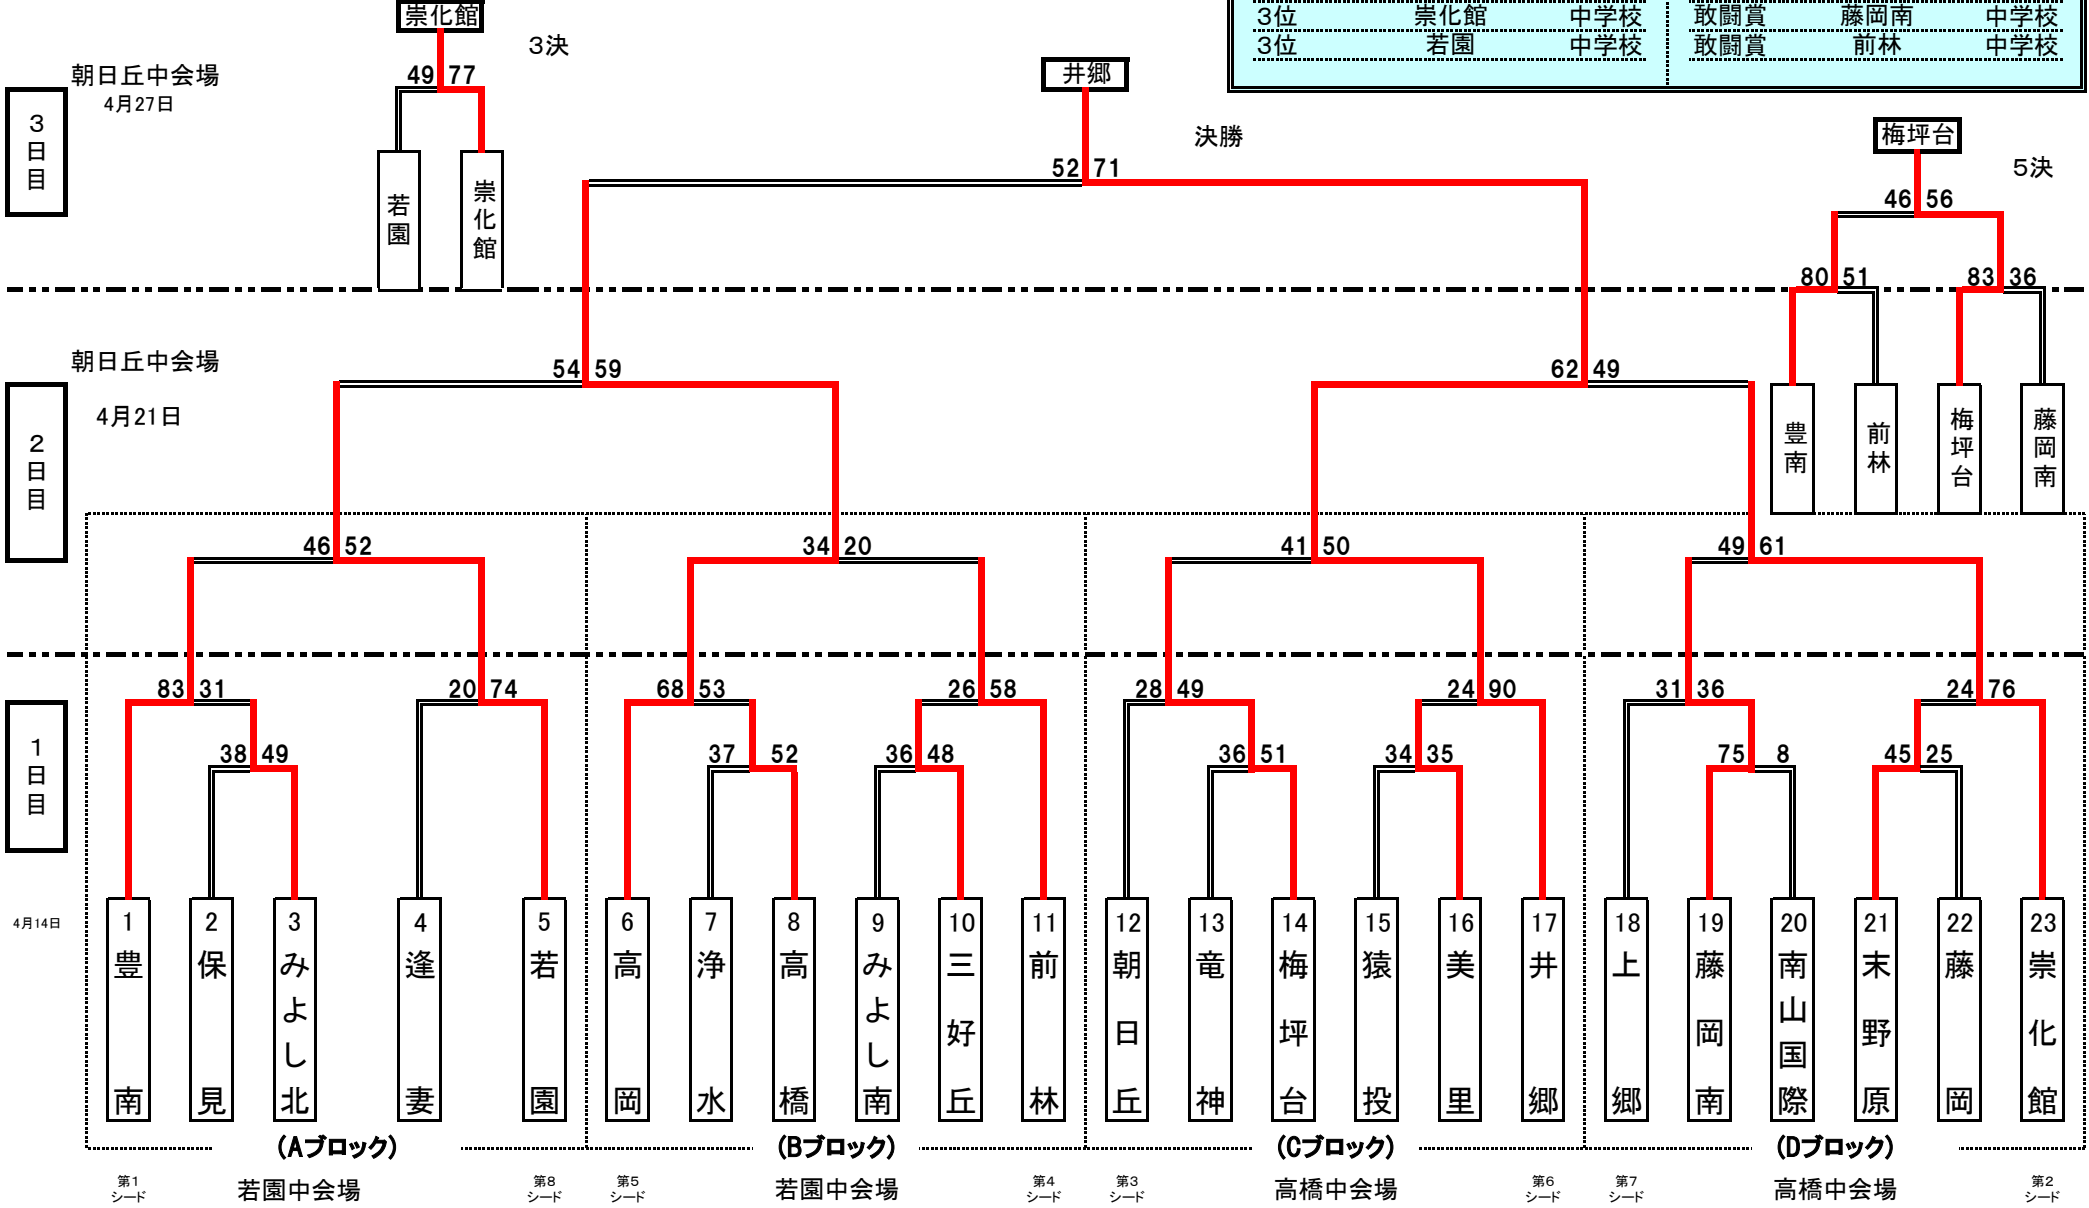 崇化館
3位 崇化館 中学校 敢闘賞 藤岡南 中学校
3位 若園 中学校 敢闘賞 前林 中学校
3決
朝日丘中会場
4月27日
49 77
井郷
3日目
決勝
梅坪台
5決
若園
崇化館
52 71
46 56
80 51
83 36
朝日丘中会場
4月21日
2日目
54 59
62 49
豊南
前林
梅坪台
藤岡南
46 52
34 20
41 50
49 61
83 31
20 74
68 53
26 58
28 49
24 90
31 36
24 76
1日目
38 49
37 52
36 48
36 51
34 35
75 8
45 25
4月14日
1 豊南
2 保見
3 みよし北
4 逢妻
5 若園
6 高岡
7 浄水
8 高橋
9 みよし南
10 三好丘
11 前林
12 朝日丘
13 竜神
14 梅坪台
15 猿投
16 美里
17 井郷
18 上郷
19 藤岡南
20 南山国際
21 末野原
22 藤岡
23 崇化館
(Aブロック)
(Bブロック)
(Cブロック)
(Dブロック)
第1シード
若園中会場
第8シード
第5シード
若園中会場
第4シード
第3シード
高橋中会場
第6シード
第7シード
高橋中会場
第2シード